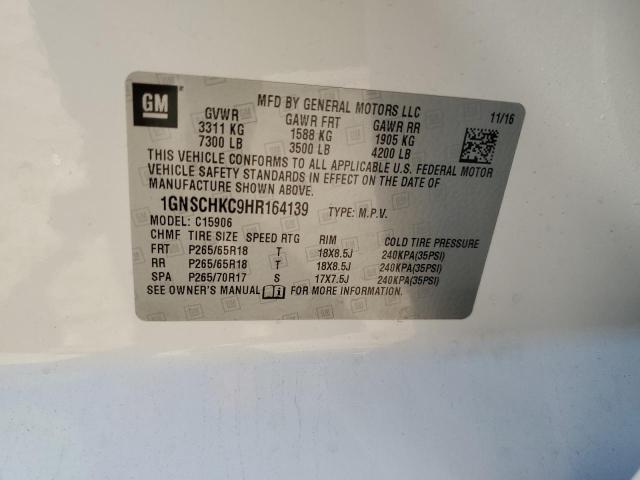 GM
MFD BY GENERAL MOTORS LLC
11/16
GVWR GAWR FRT GAWR RR
3311 KG 1588 KG 1905 KG
7300 LB 3500 LB 4200 LB
THIS VEHICLE CONFORMS TO ALL APPLICABLE U.S. FEDERAL MOTOR
VEHICLE SAFETY STANDARDS IN EFFECT ON THE DATE OF
MANUFACTURE SHOWN ABOVE.
1GNSCHKC9HR164139 TYPE: M.P.V.
MODEL: C15906
CHMF TIRE SIZE SPEED RTG RIM COLD TIRE PRESSURE
FRT P265/65R18 T 18X8.5J 240KPA(35PSI)
RR P265/65R18 T 18X8.5J 240KPA(35PSI)
SPA P265/70R17 S 17X7.5J 240KPA(35PSI)
SEE OWNER'S MANUAL FOR MORE INFORMATION.